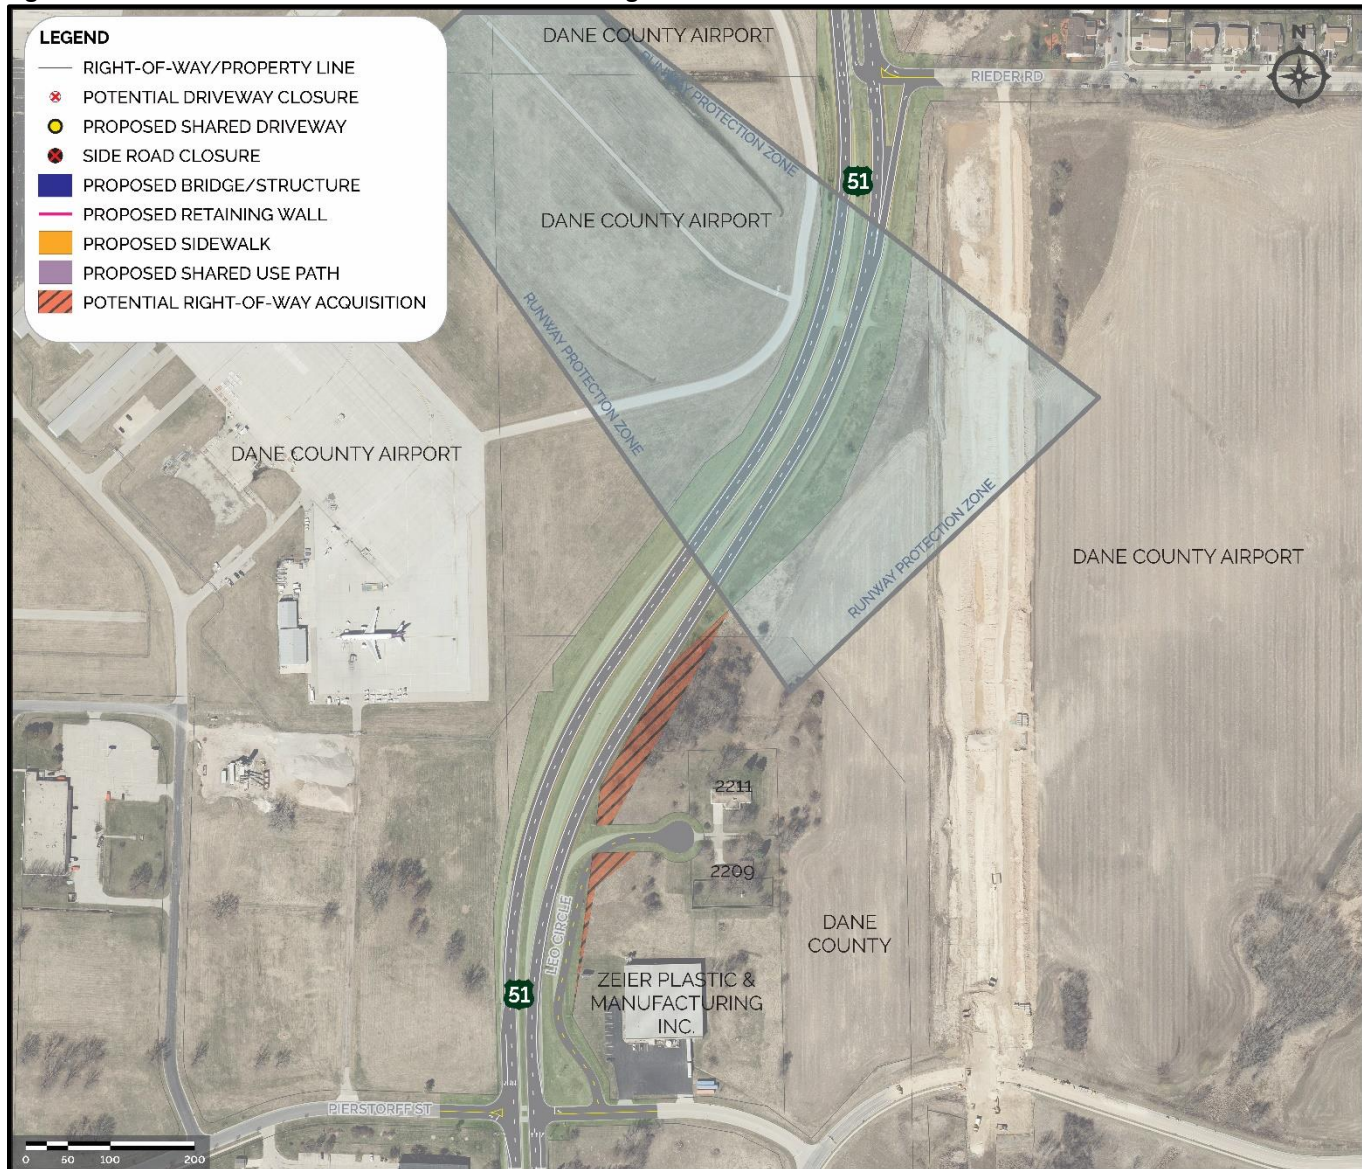 LEGEND
RIGHT-OF-WAY/PROPERTY LINE
POTENTIAL DRIVEWAY CLOSURE
PROPOSED SHARED DRIVEWAY
SIDE ROAD CLOSURE
PROPOSED BRIDGE/STRUCTURE
PROPOSED RETAINING WALL
PROPOSED SIDEWALK
PROPOSED SHARED USE PATH
POTENTIAL RIGHT-OF-WAY ACQUISITION
DANE COUNTY AIRPORT
N
RIEDER RD
RUNWAY PROTECTION ZONE
51
DANE COUNTY AIRPORT
RUNWAY PROTECTION ZONE
DANE COUNTY AIRPORT
RUNWAY PROTECTION ZONE
DANE COUNTY AIRPORT
2211
2209
LEO CIRCLE
DANE
COUNTY
51
ZEIER PLASTIC &
MANUFACTURING
INC.
PIERSTORFF ST
0 50 100 200